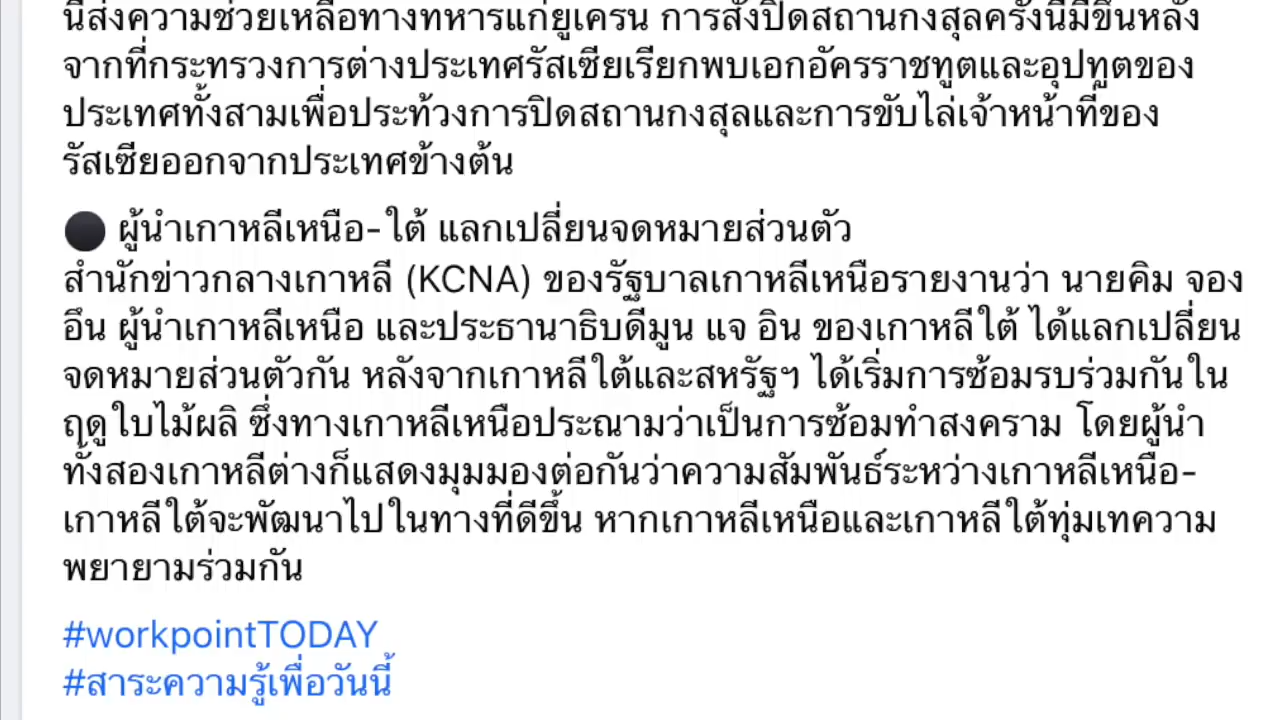 นี้ส่งความช่วยเหลือทางทหารแก่ยูเครน การสั่งปิดสถานกงสุลครั้งนี้มีขึ้นหลัง
จากที่กระทรวงการต่างประเทศรัสเซียเรียกพบเอกอัครราชทูตและอุปทูตของ
ประเทศทั้งสามเพื่อประท้วงการปิดสถานกงสุลและการขับไล่เจ้าหน้าที่ของ
รัสเซียออกจากประเทศข้างต้น
ผู้นำเกาหลีเหนือ-ใต้ แลกเปลี่ยนจดหมายส่วนตัว
สำนักข่าวกลางเกาหลี (KCNA) ของรัฐบาลเกาหลีเหนือรายงานว่า นายคิม จอง
อึน ผู้นำเกาหลีเหนือ และประธานาธิบดีมูน แจ อิน ของเกาหลีใต้ ได้แลกเปลี่ยน
จดหมายส่วนตัวกัน หลังจากเกาหลีใต้และสหรัฐฯ ได้เริ่มการซ้อมรบร่วมกันใน
ฤดูใบไม้ผลิ ซึ่งทางเกาหลีเหนือประณามว่าเป็นการซ้อมทำสงคราม โดยผู้นำ
ทั้งสองเกาหลีต่างก็แสดงมุมมองต่อกันว่าความสัมพันธ์ระหว่างเกาหลีเหนือ-
เกาหลีใต้จะพัฒนาไปในทางที่ดีขึ้น หากเกาหลีเหนือและเกาหลีใต้ทุ่มเทความ
พยายามร่วมกัน
#workpointTODAY
#สาระความรู้เพื่อวันนี้